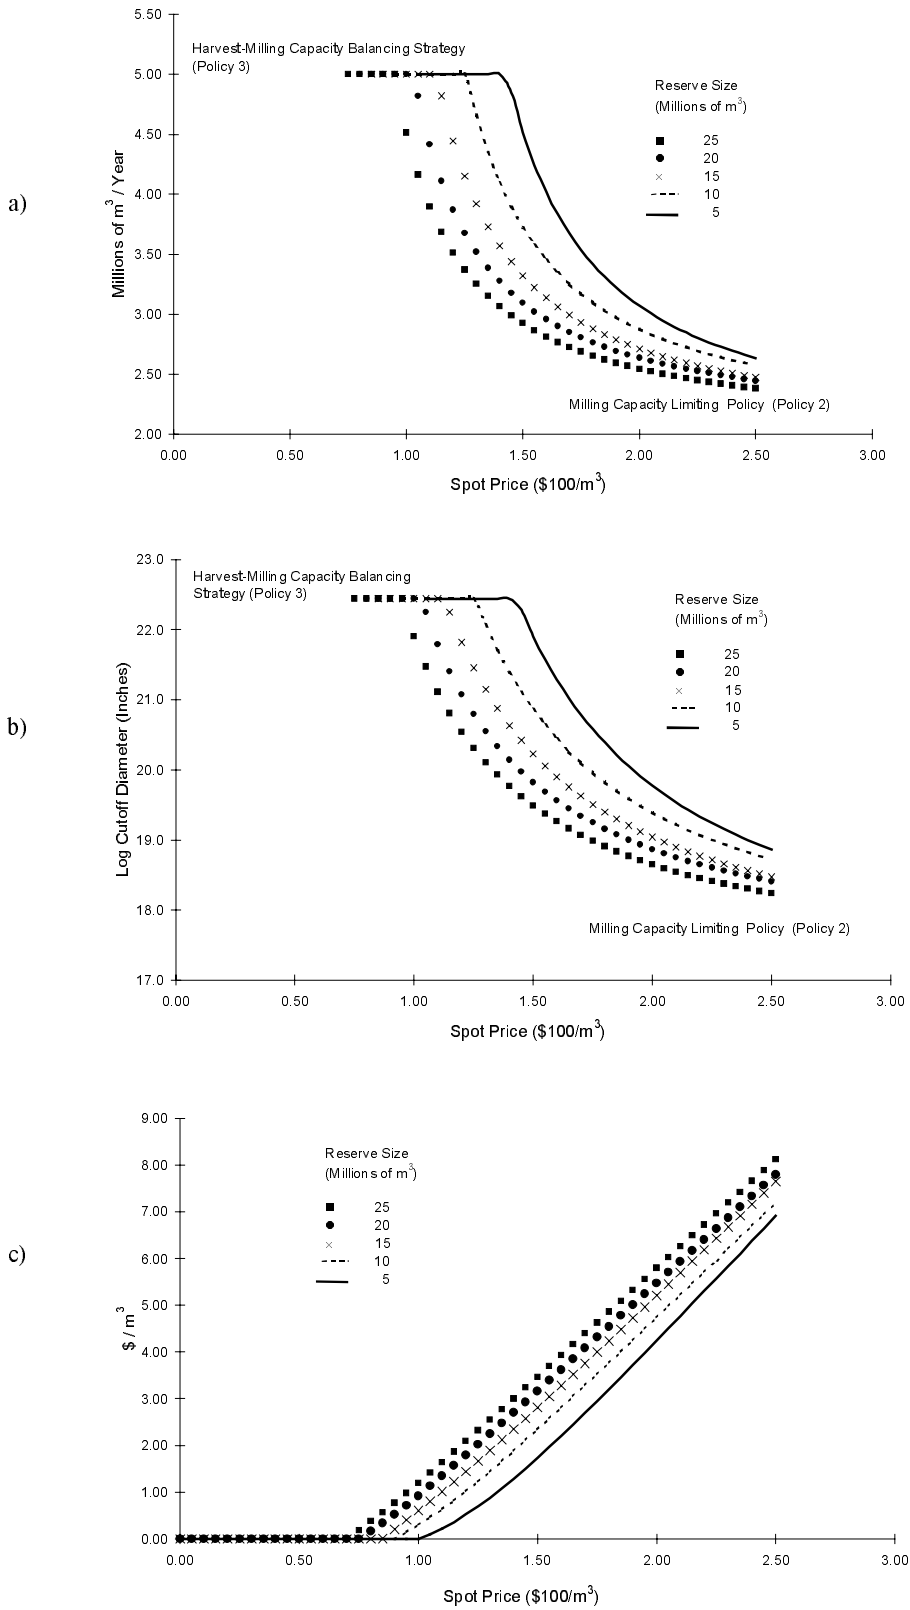 a)
5.50
5.00
4.50
4.00
3.50
3.00
2.50
2.00
Millions of m³ / Year
Harvest-Milling Capacity Balancing Strategy
(Policy 3)
Reserve Size
(Millions of m³)
25
20
15
10
5
Milling Capacity Limiting Policy (Policy 2)
0.00 0.50 1.00 1.50 2.00 2.50 3.00
Spot Price ($100/m³)
b)
23.0
22.0
21.0
20.0
19.0
18.0
17.0
Log Cutoff Diameter (Inches)
Harvest-Milling Capacity Balancing
Strategy (Policy 3)
Reserve Size
(Millions of m³)
25
20
15
10
5
Milling Capacity Limiting Policy (Policy 2)
0.00 0.50 1.00 1.50 2.00 2.50 3.00
Spot Price ($100/m³)
c)
9.00
8.00
7.00
6.00
5.00
4.00
3.00
2.00
1.00
0.00
$ / m³
Reserve Size
(Millions of m³)
25
20
15
10
5
0.00 0.50 1.00 1.50 2.00 2.50 3.00
Spot Price ($100/m³)